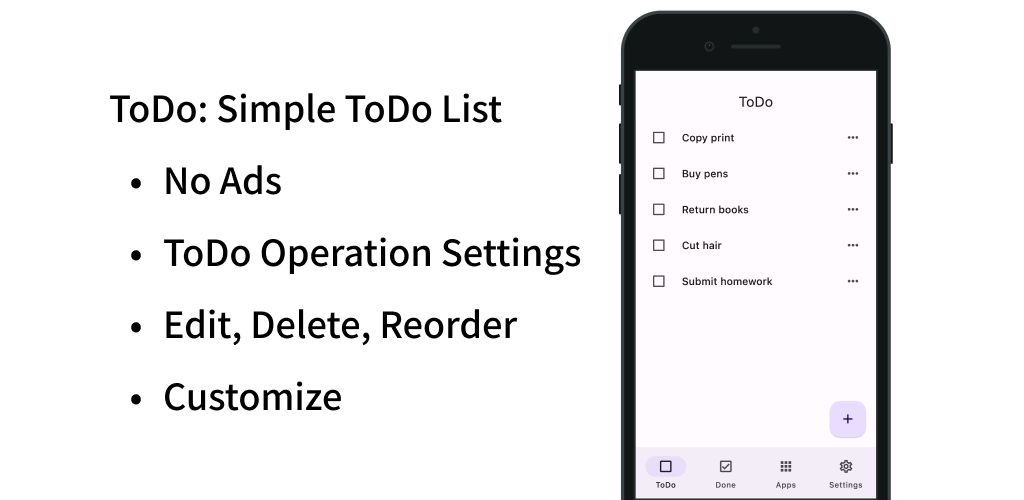 ToDo: Simple ToDo List
• No Ads
• ToDo Operation Settings
• Edit, Delete, Reorder
• Customize
ToDo
Copy print
Buy pens
Return books
Cut hair
Submit homework
+
ToDo Done Apps Settings